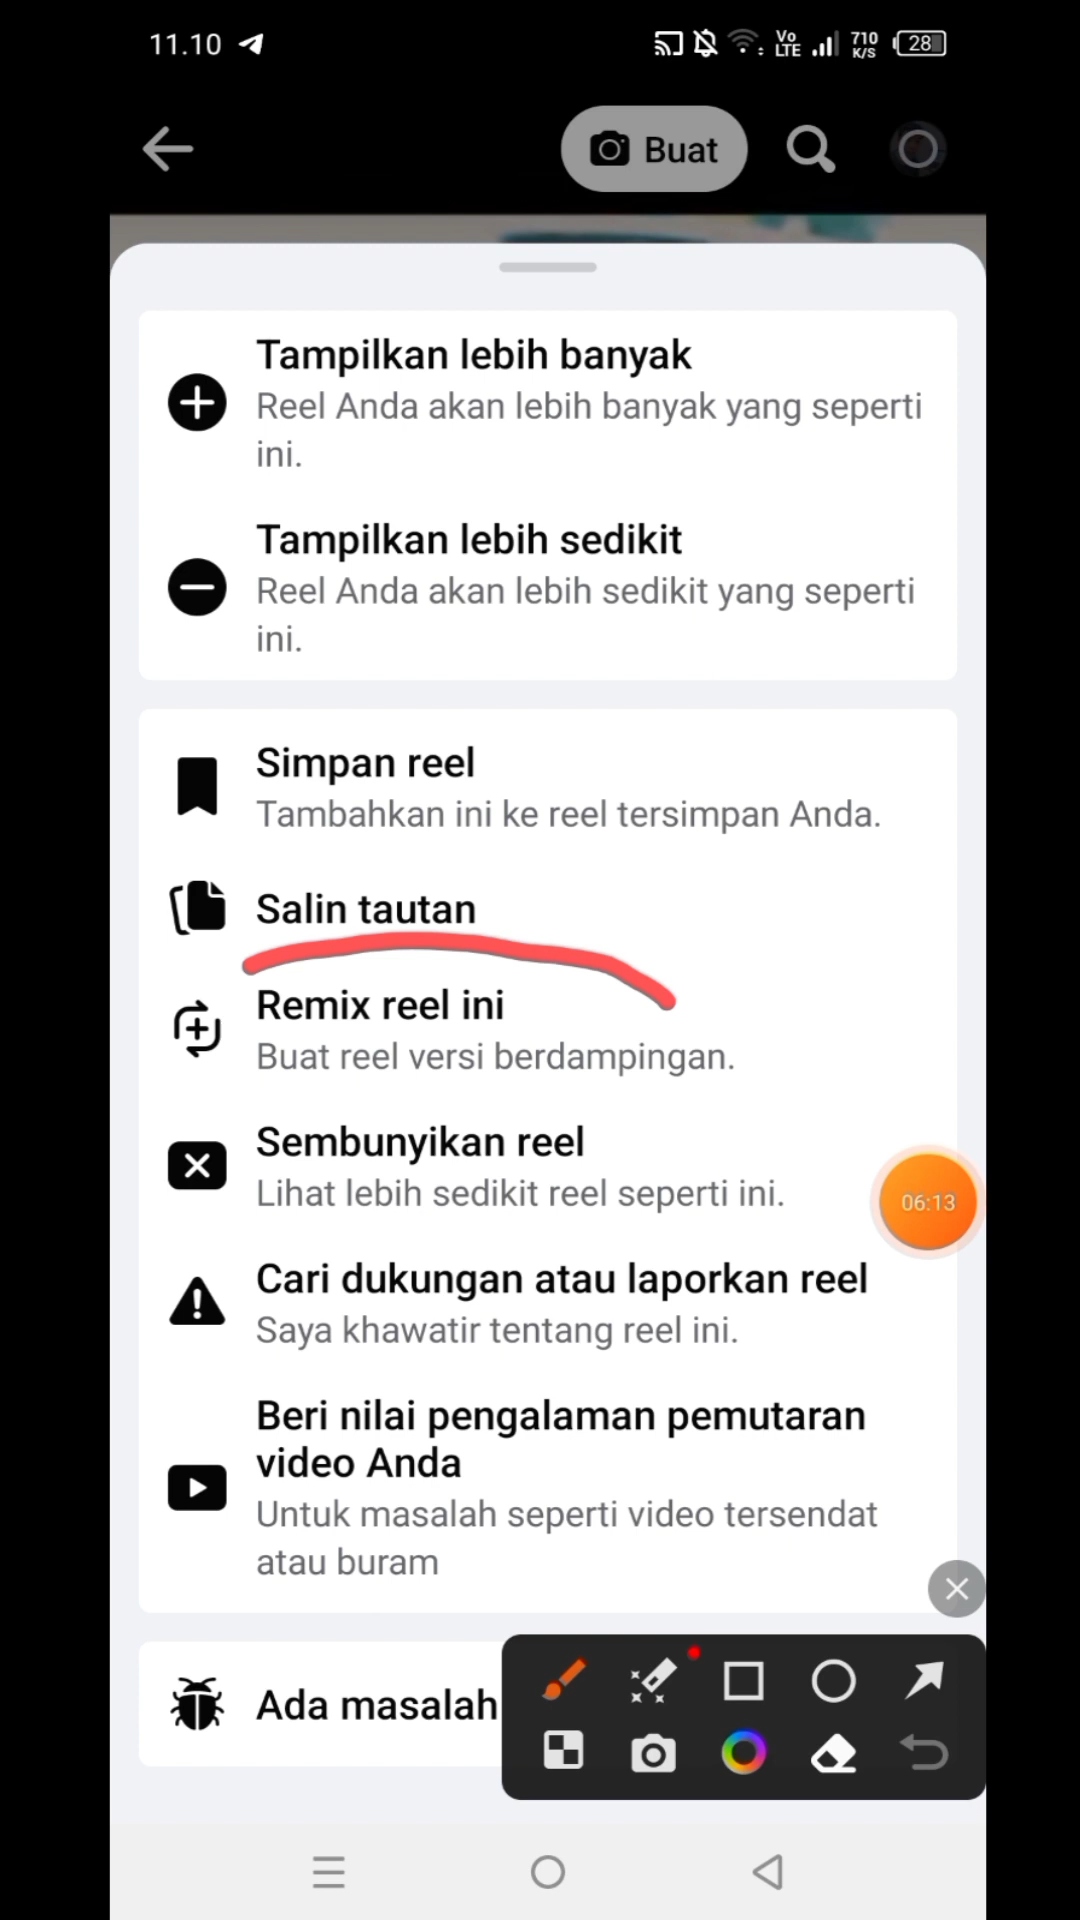 11.10
Vo
LTE
710
K/S
28
Buat
Tampilkan lebih banyak
Reel Anda akan lebih banyak yang seperti
ini.
Tampilkan lebih sedikit
Reel Anda akan lebih sedikit yang seperti
ini.
Simpan reel
Tambahkan ini ke reel tersimpan Anda.
Salin tautan
Remix reel ini
Buat reel versi berdampingan.
Sembunyikan reel
Lihat lebih sedikit reel seperti ini.
06:13
Cari dukungan atau laporkan reel
Saya khawatir tentang reel ini.
Beri nilai pengalaman pemutaran
video Anda
Untuk masalah seperti video tersendat
atau buram
Ada masalah